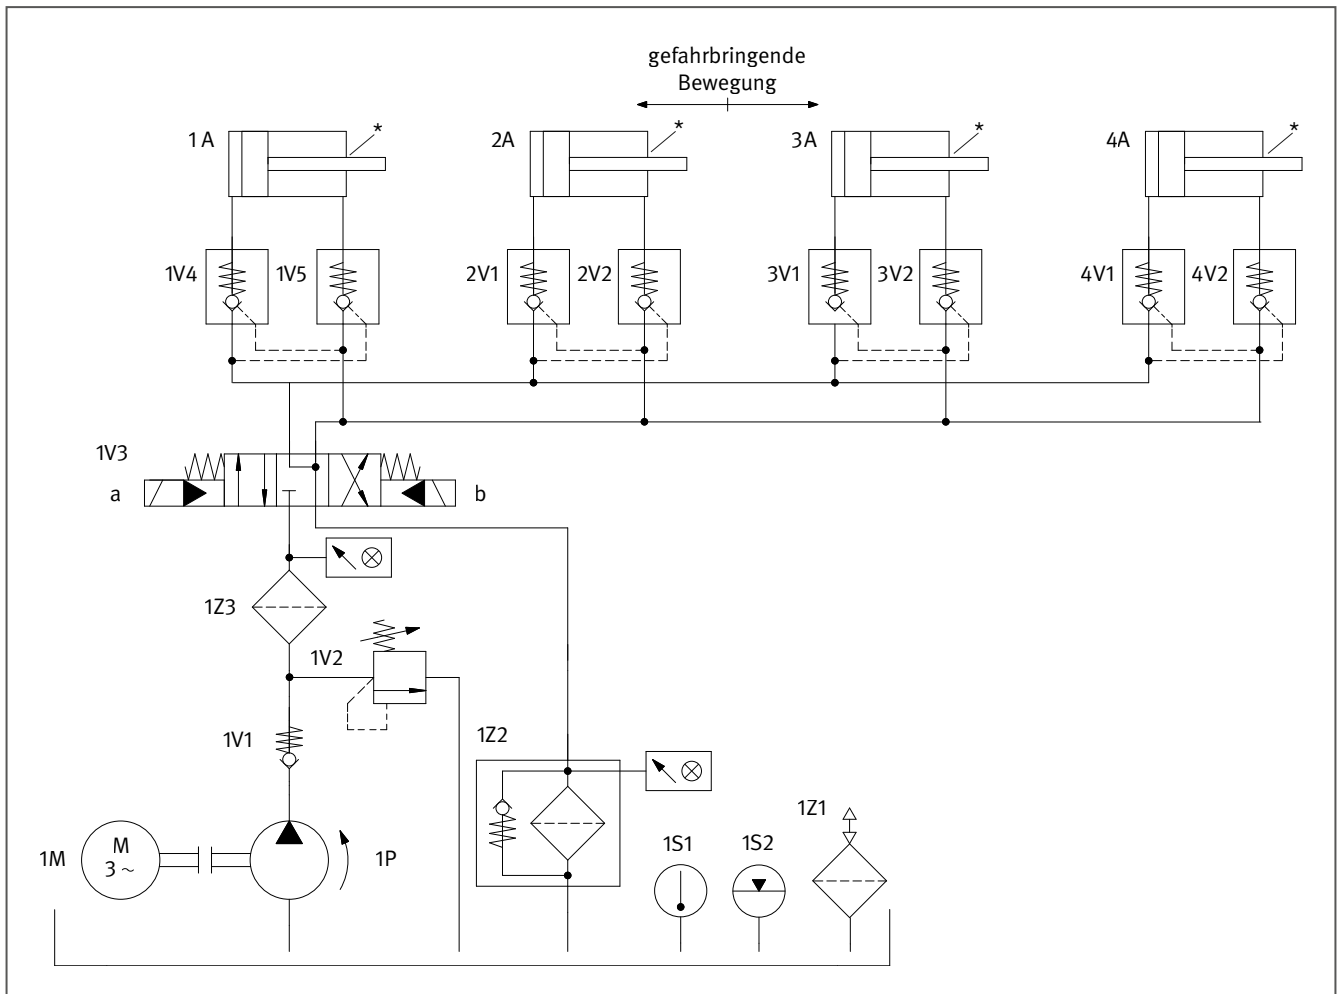 gefahrbringende
Bewegung
1 A
*
2A
*
3A
*
4A
*
1V4
1V5
2V1
2V2
3V1
3V2
4V1
4V2
1V3
a
b
1Z3
1V2
1V1
1Z2
1Z1
1S1
1S2
1M
M
3 ~
1P